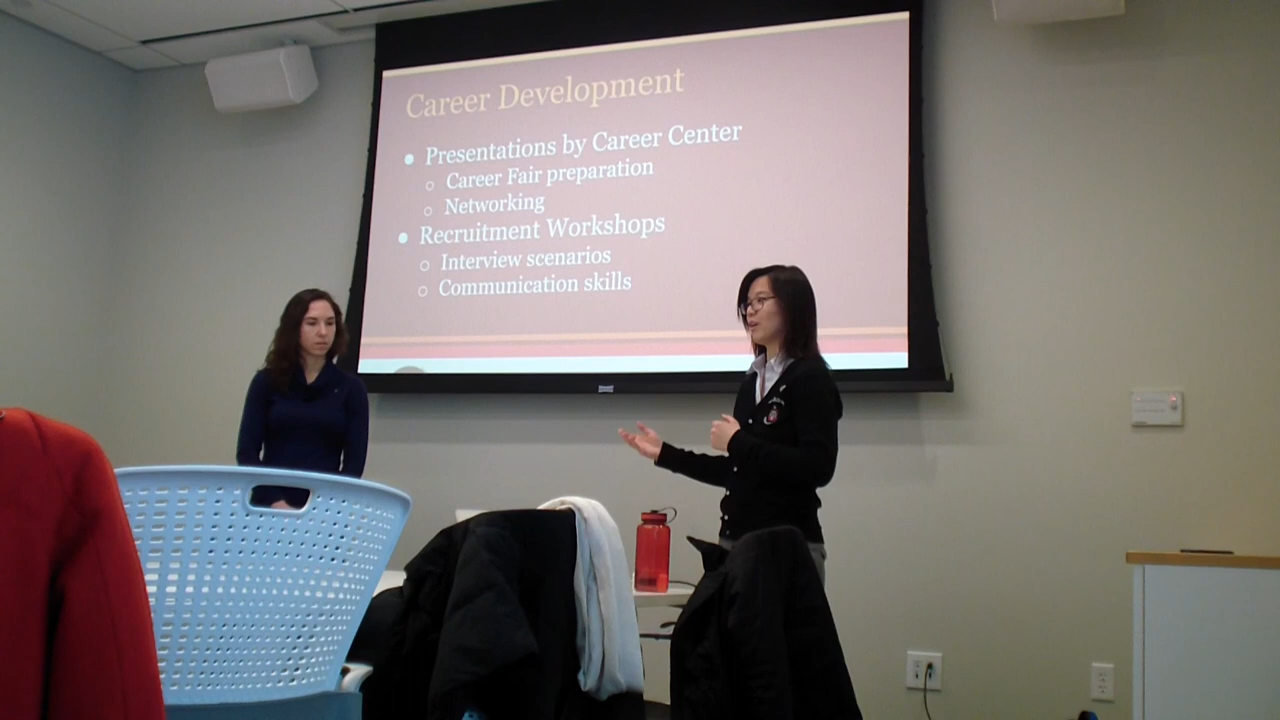 Career Development
Presentations by Career Center
Career Fair preparation
Networking
Recruitment Workshops
Interview scenarios
Communication skills